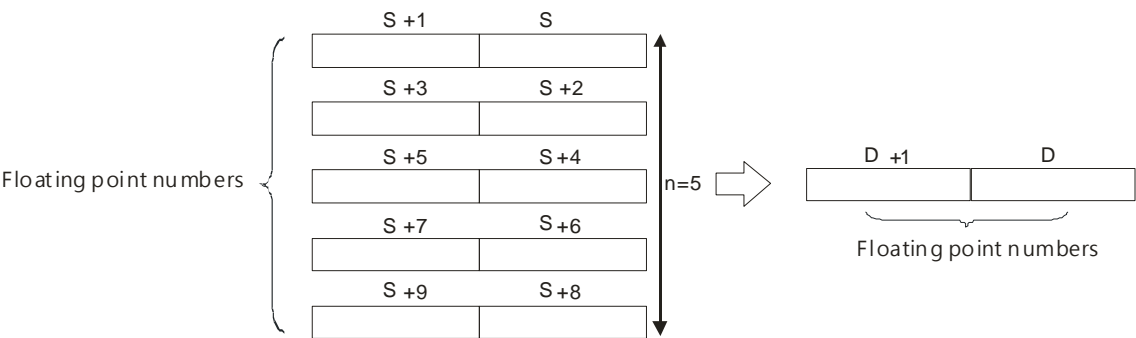 S +1 S
S +3 S +2
S +5 S +4
D +1 D
Floating point numbers
n=5
S +7 S +6
Floating point numbers
S +9 S +8